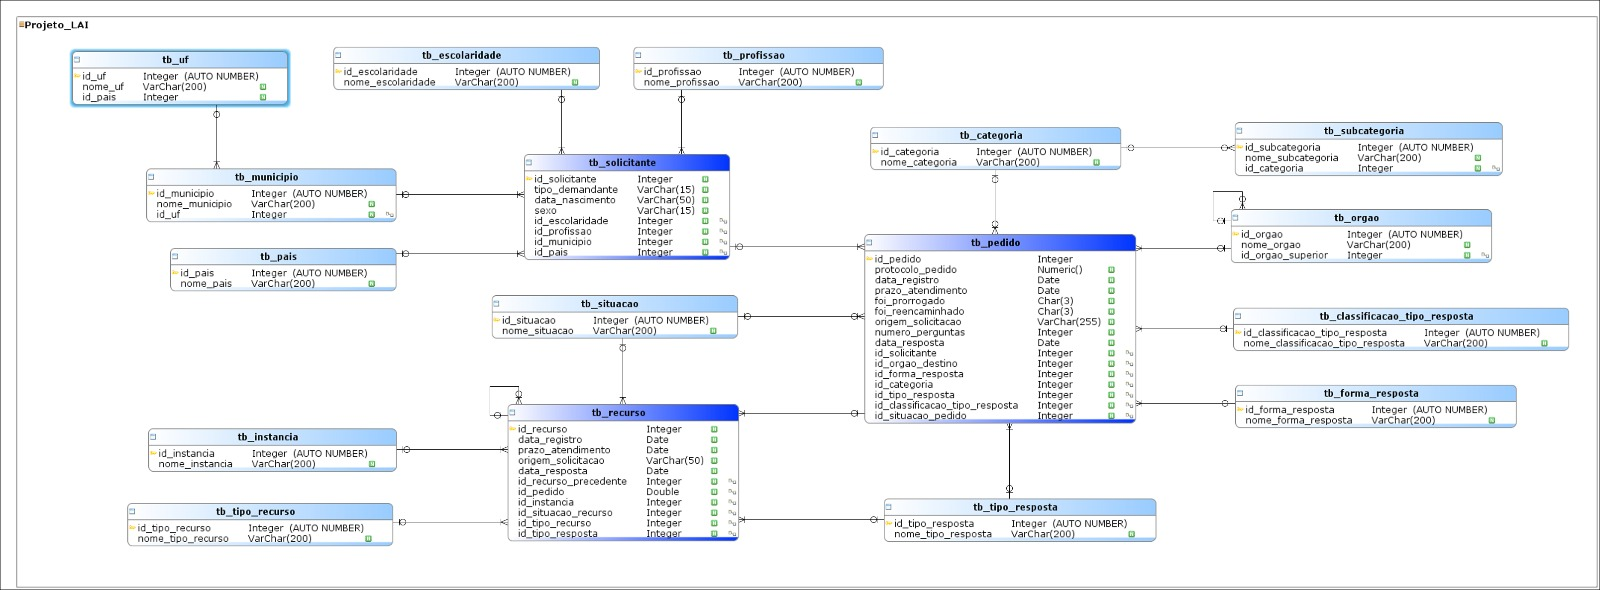 Projeto_LAI
tb_uf
id_uf Integer (AUTO NUMBER)
nome_uf VarChar(200) N
id_pais Integer N
tb_escolaridade
id_escolaridade Integer (AUTO NUMBER)
nome_escolaridade VarChar(200) N
tb_profissao
id_profissao Integer (AUTO NUMBER)
nome_profissao VarChar(200) N
tb_categoria
id_categoria Integer (AUTO NUMBER)
nome_categoria VarChar(200) N
tb_subcategoria
id_subcategoria Integer (AUTO NUMBER)
nome_subcategoria VarChar(200) N
id_categoria Integer N
tb_municipio
id_municipio Integer (AUTO NUMBER)
nome_municipio VarChar(200) N
id_uf Integer N
tb_solicitante
id_solicitante Integer N
tipo_demandante VarChar(15) N
data_nascimento VarChar(50) N
sexo VarChar(15) N
id_escolaridade Integer N
id_profissao Integer N
id_municipio Integer N
id_pais Integer N
tb_orgao
id_orgao Integer (AUTO NUMBER)
nome_orgao VarChar(200) N
id_orgao_superior Integer N
tb_pais
id_pais Integer (AUTO NUMBER)
nome_pais VarChar(200) N
tb_pedido
id_pedido Integer
protocolo_pedido Numeric() N
data_registro Date N
prazo_atendimento Date N
foi_prorrogado Char(3) N
foi_reencaminhado Char(3) N
origem_solicitacao VarChar(255) N
numero_perguntas Integer N
data_resposta Date N
id_solicitante Integer N
id_orgao_destino Integer N
id_forma_resposta Integer N
id_categoria Integer N
id_tipo_resposta Integer N
id_classificacao_tipo_resposta Integer N
id_situacao_pedido Integer N
tb_situacao
id_situacao Integer (AUTO NUMBER)
nome_situacao VarChar(200) N
tb_classificacao_tipo_resposta
id_classificacao_tipo_resposta Integer (AUTO NUMBER)
nome_classificacao_tipo_resposta VarChar(200) N
tb_forma_resposta
id_forma_resposta Integer (AUTO NUMBER)
nome_forma_resposta VarChar(200) N
tb_recurso
id_recurso Integer N
data_registro Date N
prazo_atendimento Date N
origem_solicitacao VarChar(50) N
data_resposta Date N
id_recurso_precedente Integer N
id_pedido Double N
id_instancia Integer N
id_situacao_recurso Integer N
id_tipo_recurso Integer N
id_tipo_resposta Integer N
tb_instancia
id_instancia Integer (AUTO NUMBER)
nome_instancia VarChar(200) N
tb_tipo_recurso
id_tipo_recurso Integer (AUTO NUMBER)
nome_tipo_recurso VarChar(200) N
tb_tipo_resposta
id_tipo_resposta Integer (AUTO NUMBER)
nome_tipo_resposta VarChar(200) N